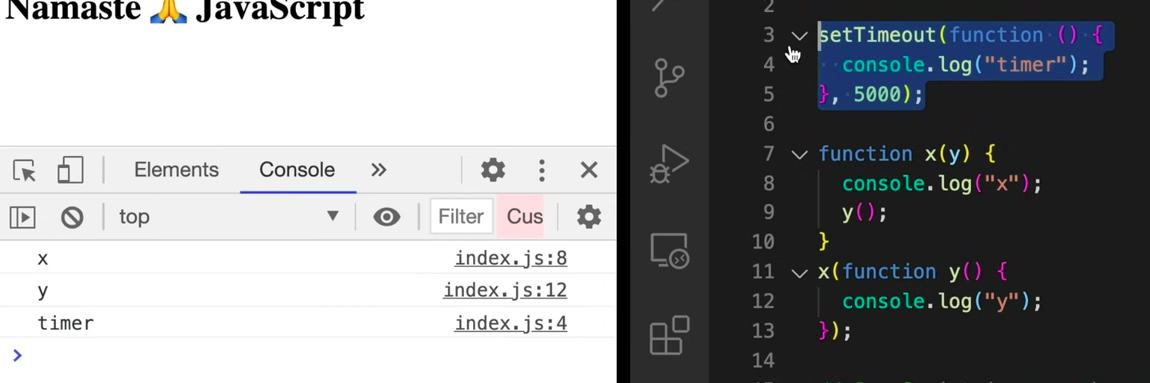 Namaste 🙏 JavaScript
Elements Console »
top Filter Cus
x index.js:8
y index.js:12
timer index.js:4
2
3 setTimeout(function () {
4 console.log("timer");
5 }, 5000);
6
7 function x(y) {
8 console.log("x");
9 y();
10 }
11 x(function y() {
12 console.log("y");
13 });
14